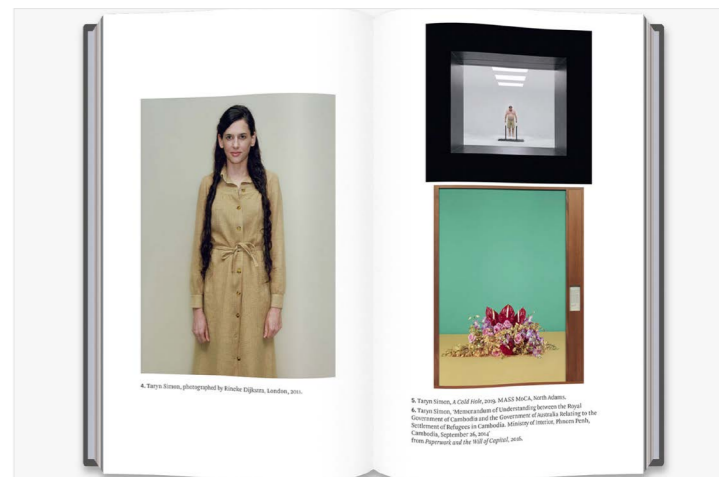 4. Taryn Simon, photographed by Rineke Dijkstra, London, 2011.
5. Taryn Simon, A Cold Hole, 2019. MASS MoCA, North Adams.
6. Taryn Simon, 'Memorandum of Understanding between the Royal
Government of Cambodia and the Government of Australia Relating to the
Settlement of Refugees in Cambodia. Ministry of Interior, Phnom Penh,
Cambodia, September 26, 2014'
from Paperwork and the Will of Capital, 2016.